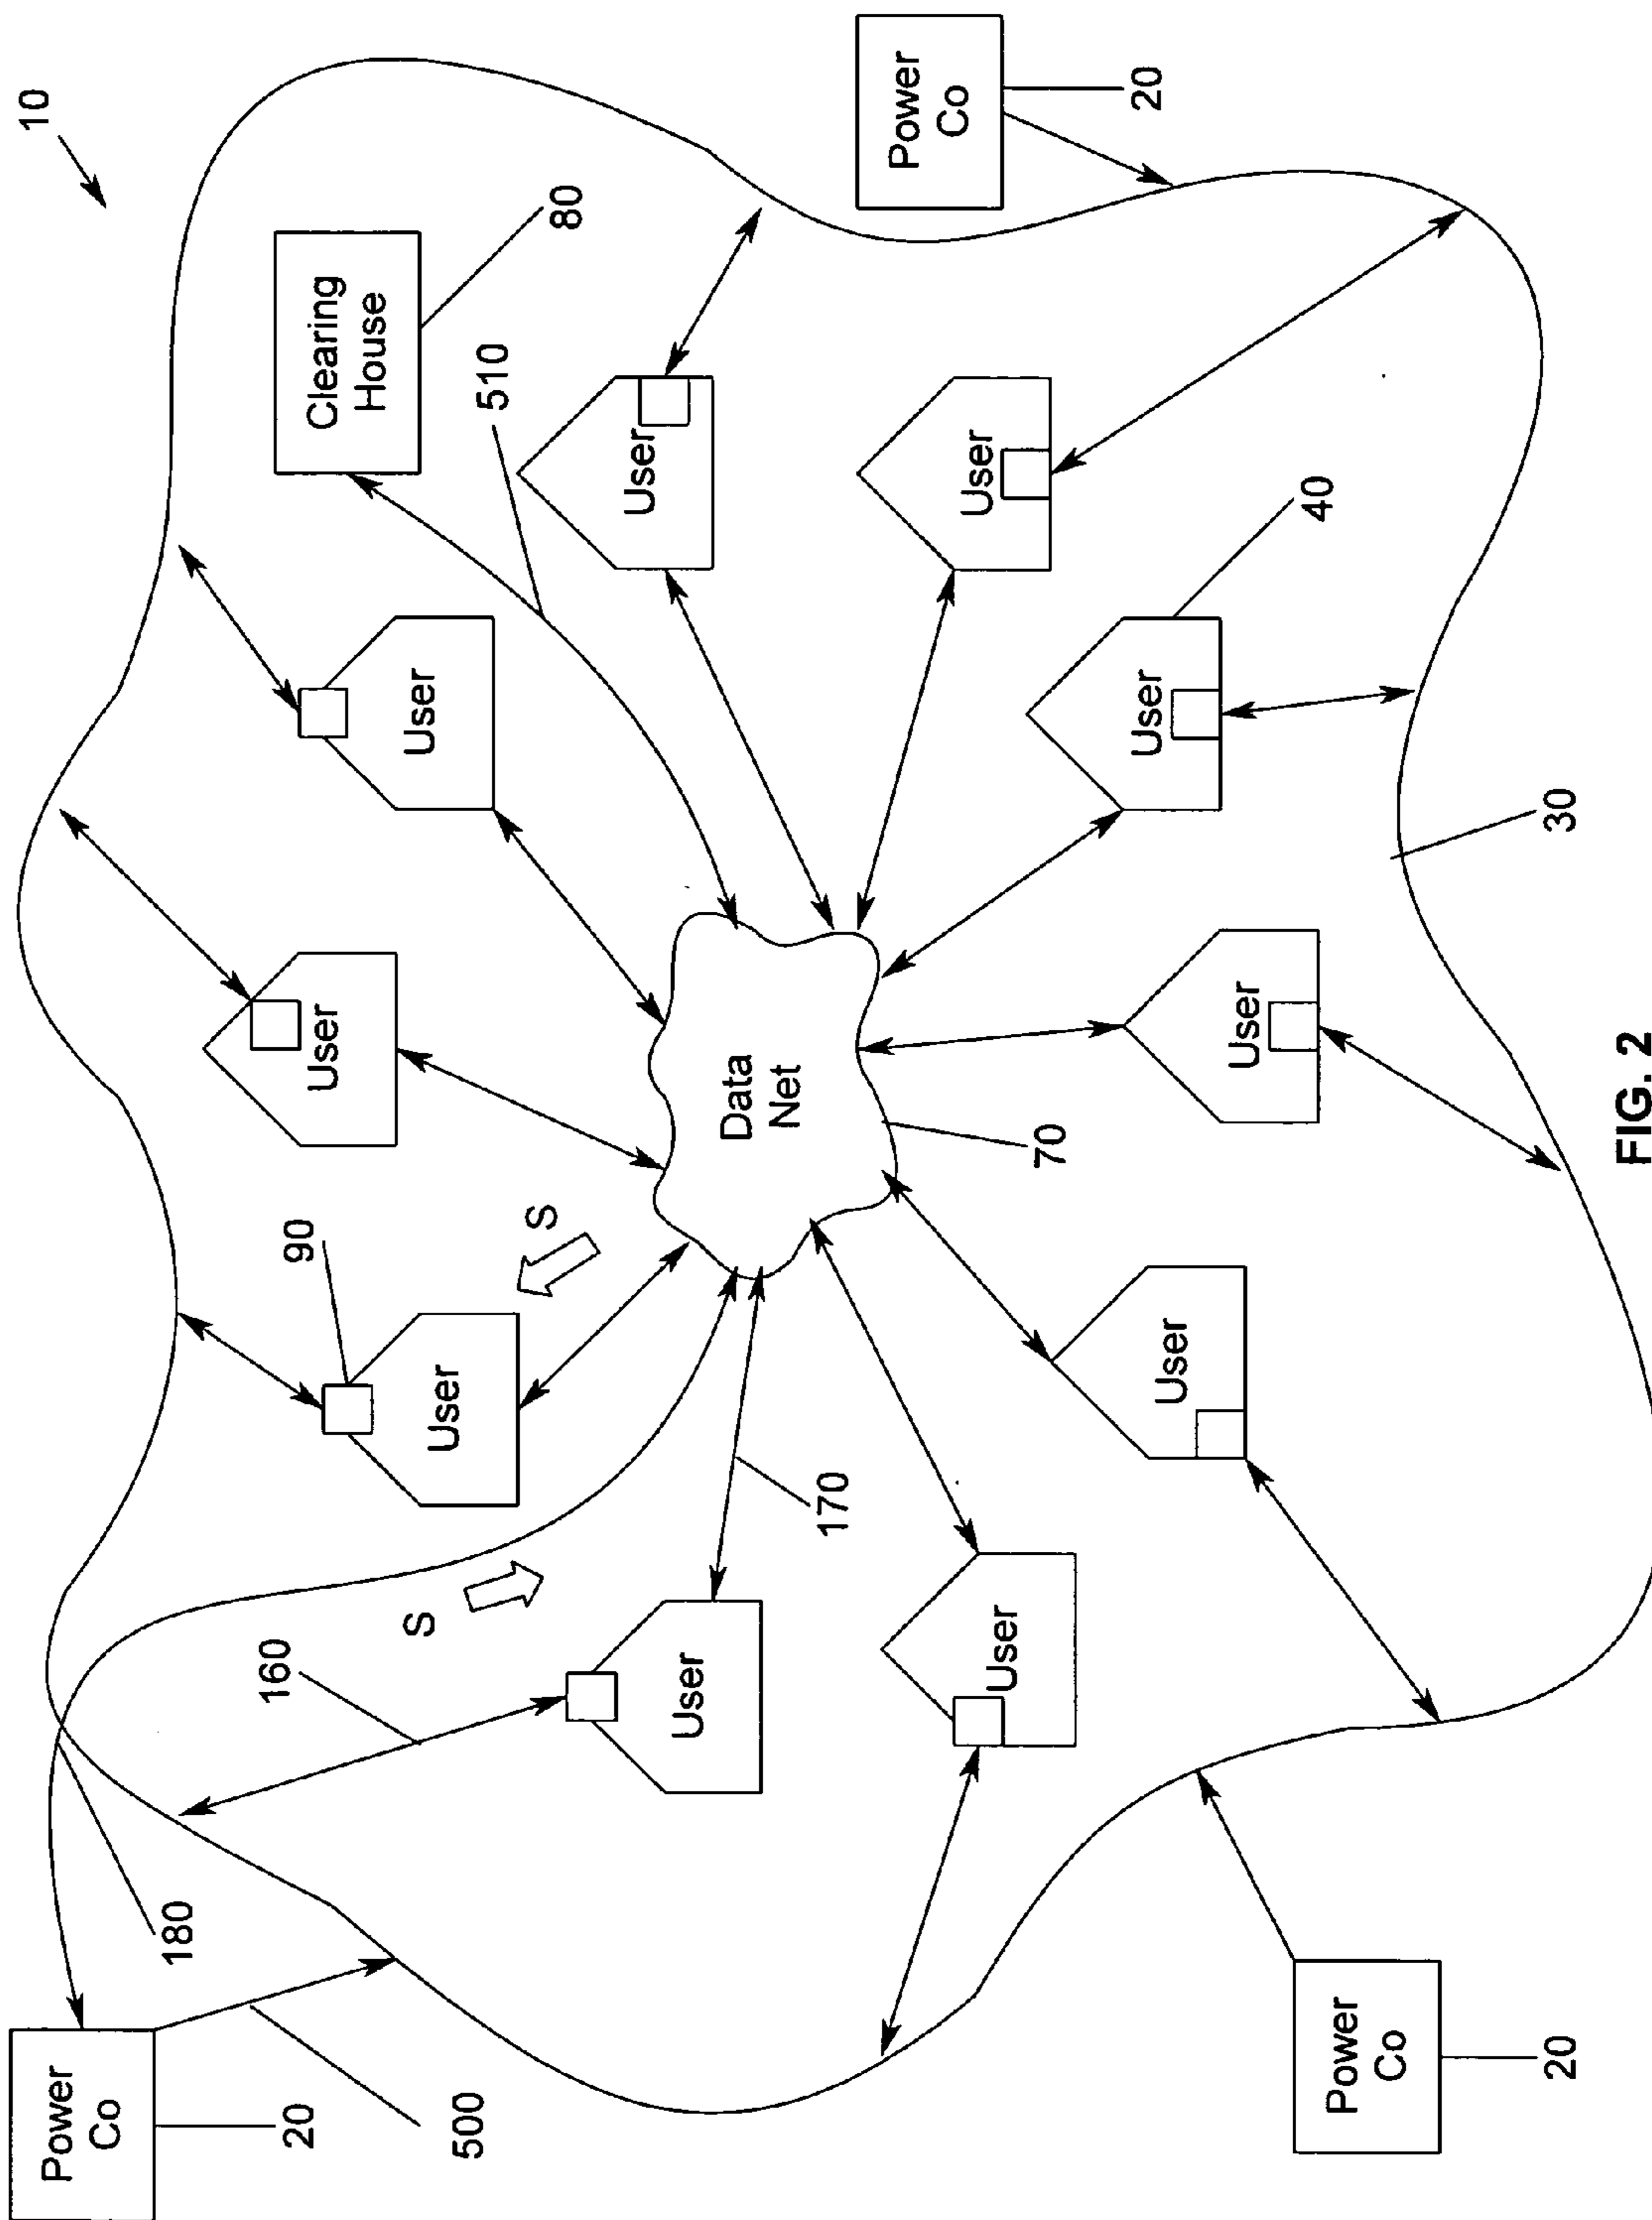 10
Power
Co
180
160
20
90
User
Clearing
House
User
User
S
500
510
S
80
User
User
Data
Net
170
Power
Co
User
User
70
20
User
User
User
40
Power
Co
20
30
FIG. 2